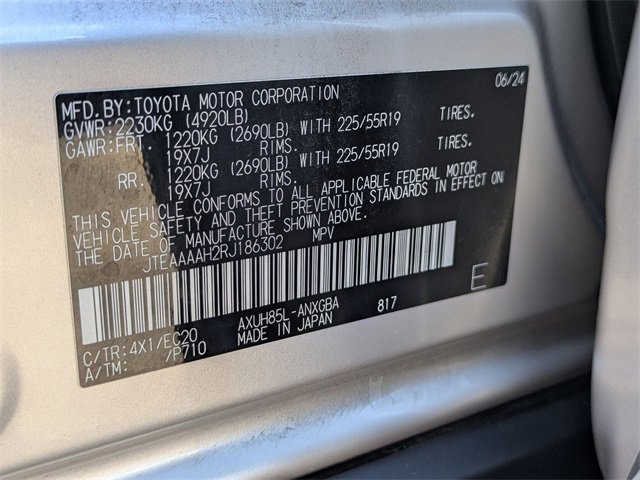 MFD.BY:TOYOTA MOTOR CORPORATION 06/24
GVWR:2230KG (4920LB)
GAWR:FRT. 1220KG (2690LB) WITH 225/55R19 TIRES.
19X7J RIMS.
RR. 1220KG (2690LB) WITH 225/55R19 TIRES.
19X7J RIMS.
THIS VEHICLE CONFORMS TO ALL APPLICABLE FEDERAL MOTOR
VEHICLE SAFETY AND THEFT PREVENTION STANDARDS IN EFFECT ON
THE DATE OF MANUFACTURE SHOWN ABOVE.
JTEAAAAH2RJ186302 MPV
E
C/TR:4X1/EC20 AXUH85L-ANXGBA 817
A/TM: /P710 MADE IN JAPAN